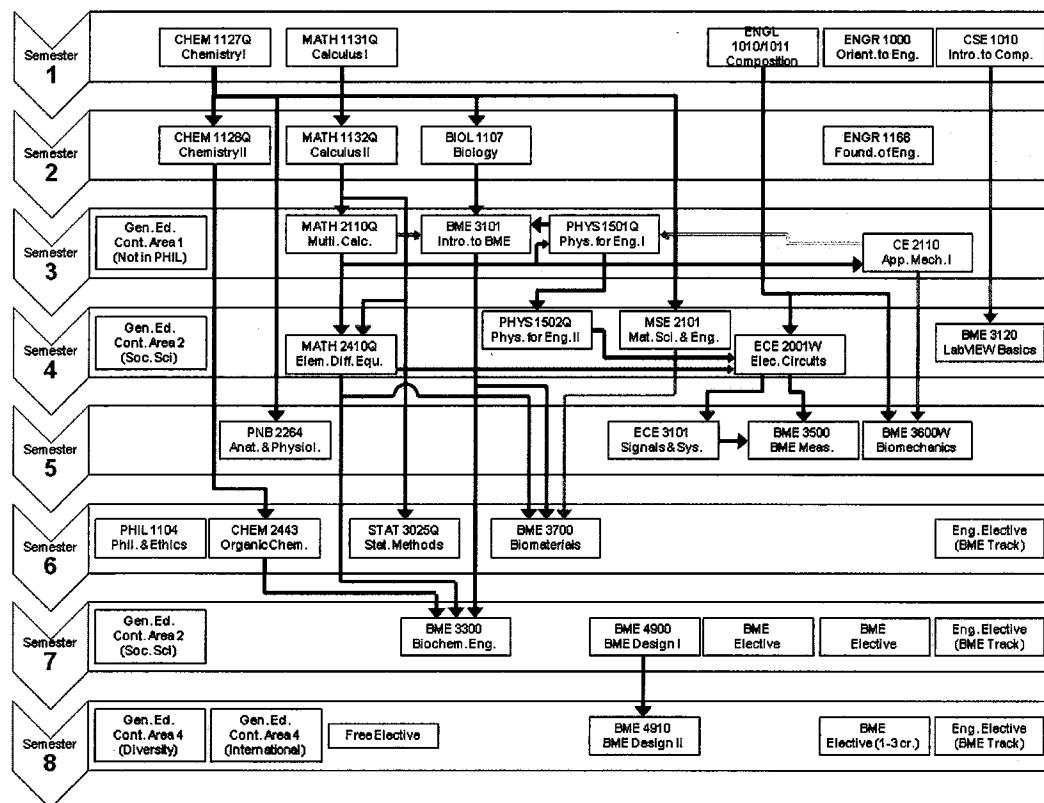 Semester
1
CHEM 1127Q
Chemistry I
MATH 1131Q
Calculus I
ENGL
1010/1011
Composition
ENGR 1000
Orient. to Eng.
CSE 1010
Intro. to Comp.
Semester
2
CHEM 1128Q
Chemistry II
MATH 1132Q
Calculus II
BIOL 1107
Biology
ENGR 1166
Found. of Eng.
Semester
3
Gen. Ed.
Cont. Area 1
(Not in PHIL)
MATH 2110Q
Multi. Calc.
BME 3101
Intro. to BME
PHYS 1501Q
Phys. for Eng. I
CE 2110
App. Mech. I
Semester
4
Gen. Ed.
Cont. Area 2
(Soc. Sci)
MATH 2410Q
Elem. Diff. Equ.
PHYS 1502Q
Phys. for Eng. II
MSE 2101
Mat. Sci. & Eng.
ECE 2001W
Elec. Circuits
BME 3120
LabVIEW Basics
Semester
5
PNB 2264
Anat. & Physiol.
ECE 3101
Signals & Sys.
BME 3500
BME Meas.
BME 3600W
Biomechanics
Semester
6
PHIL 1104
Phil. & Ethics
CHEM 2443
Organic Chem.
STAT 3025Q
Stat. Methods
BME 3700
Biomaterials
Eng. Elective
(BME Track)
Semester
7
Gen. Ed.
Cont. Area 2
(Soc. Sci)
BME 3300
Biochem. Eng.
BME 4900
BME Design I
BME
Elective
BME
Elective
Eng. Elective
(BME Track)
Semester
8
Gen. Ed.
Cont. Area 4
(Diversity)
Gen. Ed.
Cont. Area 4
(International)
Free Elective
BME 4910
BME Design II
BME
Elective (1-3 cr.)
Eng. Elective
(BME Track)